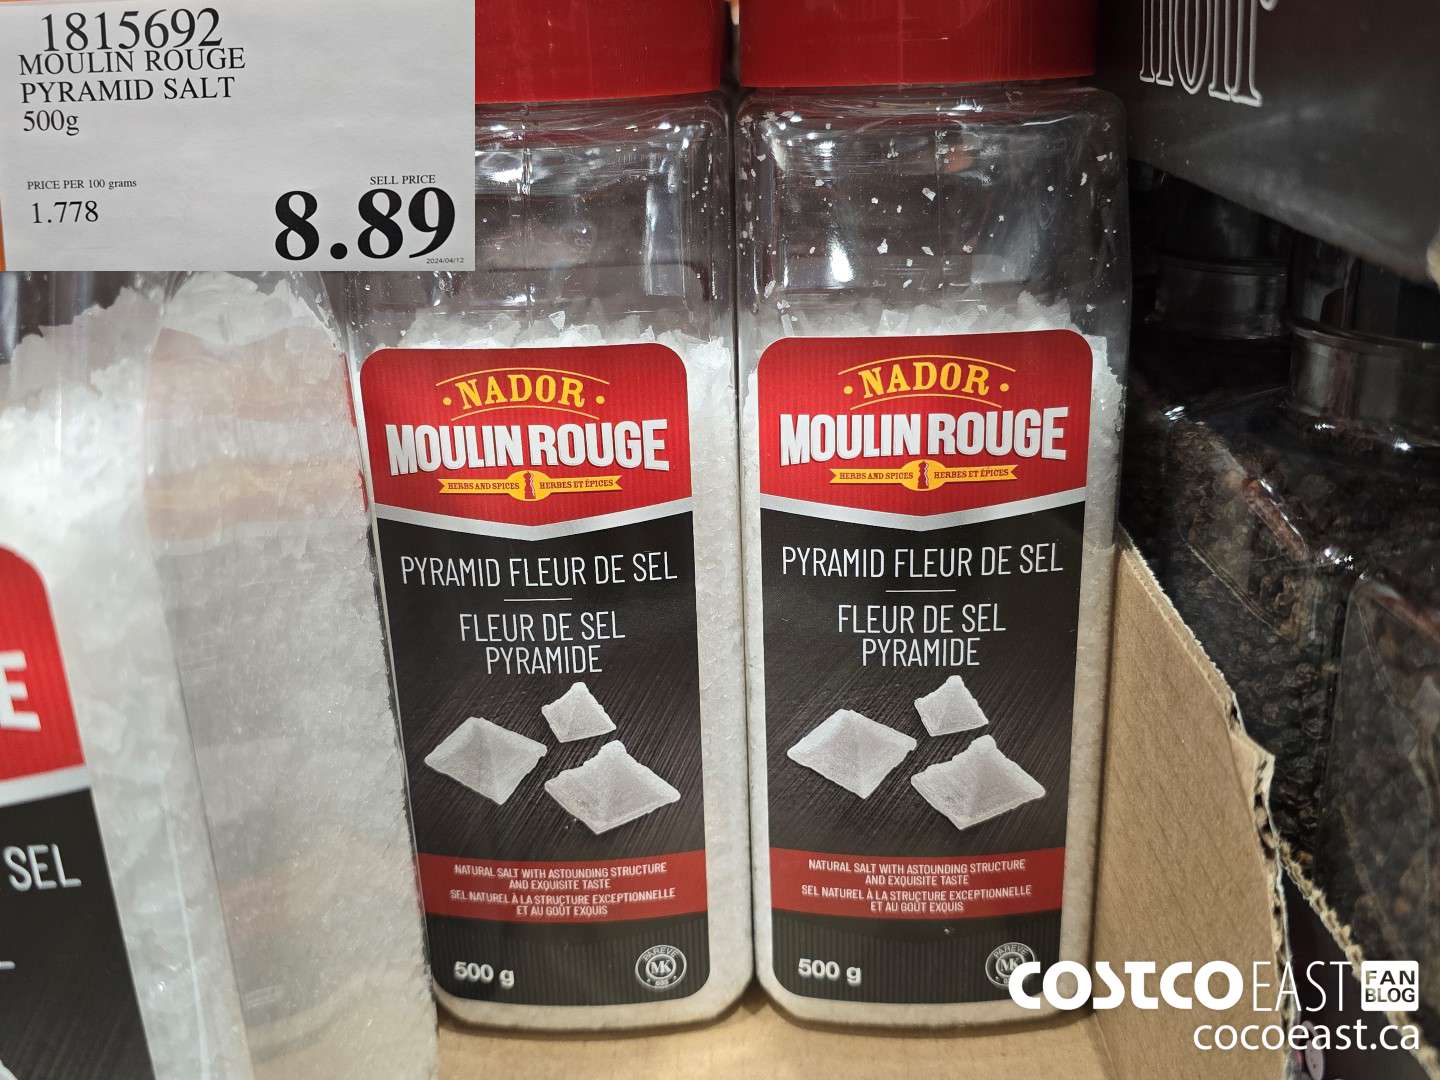 1815692
MOULIN ROUGE
PYRAMID SALT
500g
PRICE PER 100 grams
1.778
SELL PRICE
8.89
2024/04/12
NADOR
MOULIN ROUGE
HERBS AND SPICES HERBES ET ÉPICES
PYRAMID FLEUR DE SEL
FLEUR DE SEL
PYRAMIDE
NATURAL SALT WITH ASTOUNDING STRUCTURE
AND EXQUISITE TASTE
SEL NATUREL À LA STRUCTURE EXCEPTIONNELLE
ET AU GOÛT EXQUIS
500 g
PAREVE
MK
NADOR
MOULIN ROUGE
HERBS AND SPICES HERBES ET ÉPICES
PYRAMID FLEUR DE SEL
FLEUR DE SEL
PYRAMIDE
NATURAL SALT WITH ASTOUNDING STRUCTURE
AND EXQUISITE TASTE
SEL NATUREL À LA STRUCTURE EXCEPTIONNELLE
ET AU GOÛT EXQUIS
500 g
PAREVE
MK
E
SEL
COSTCO EAST FAN BLOG
cocoeast.ca